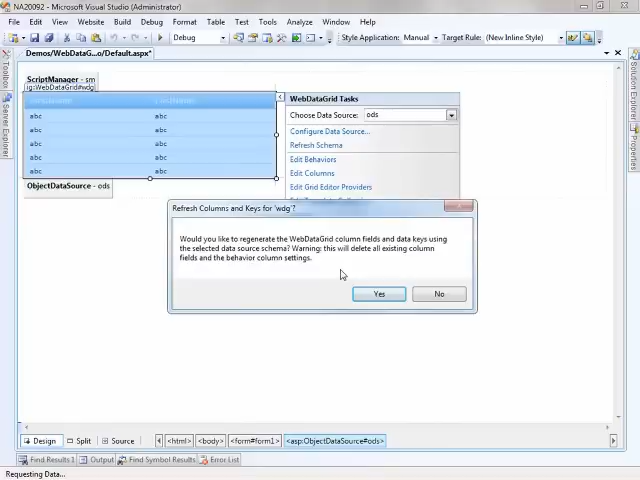 NA20092 - Microsoft Visual Studio (Administrator)
File Edit View Website Build Debug Format Table Test Tools Analyze Window Help
Debug Style Application: Manual Target Rule: (New Inline Style)
Demos/WebDataG...o/Default.aspx*
Toolbox
Server Explorer
Solution Explorer
Properties
ScriptManager - sm
ig:WebDataGrid#wdg
abc abc
abc abc
abc abc
abc abc
abc abc
ObjectDataSource - ods
WebDataGrid Tasks
Choose Data Source: ods
Configure Data Source...
Refresh Schema
Edit Behaviors
Edit Columns
Edit Grid Editor Providers
Refresh Columns and Keys for 'wdg'?
Would you like to regenerate the WebDataGrid column fields and data keys using
the selected data source schema? Warning: this will delete all existing column
fields and the behavior column settings.
Yes No
Design Split Source <html> <body> <form#form1> <asp:ObjectDataSource#ods>
Find Results 1 Output Find Symbol Results Error List
Requesting Data...